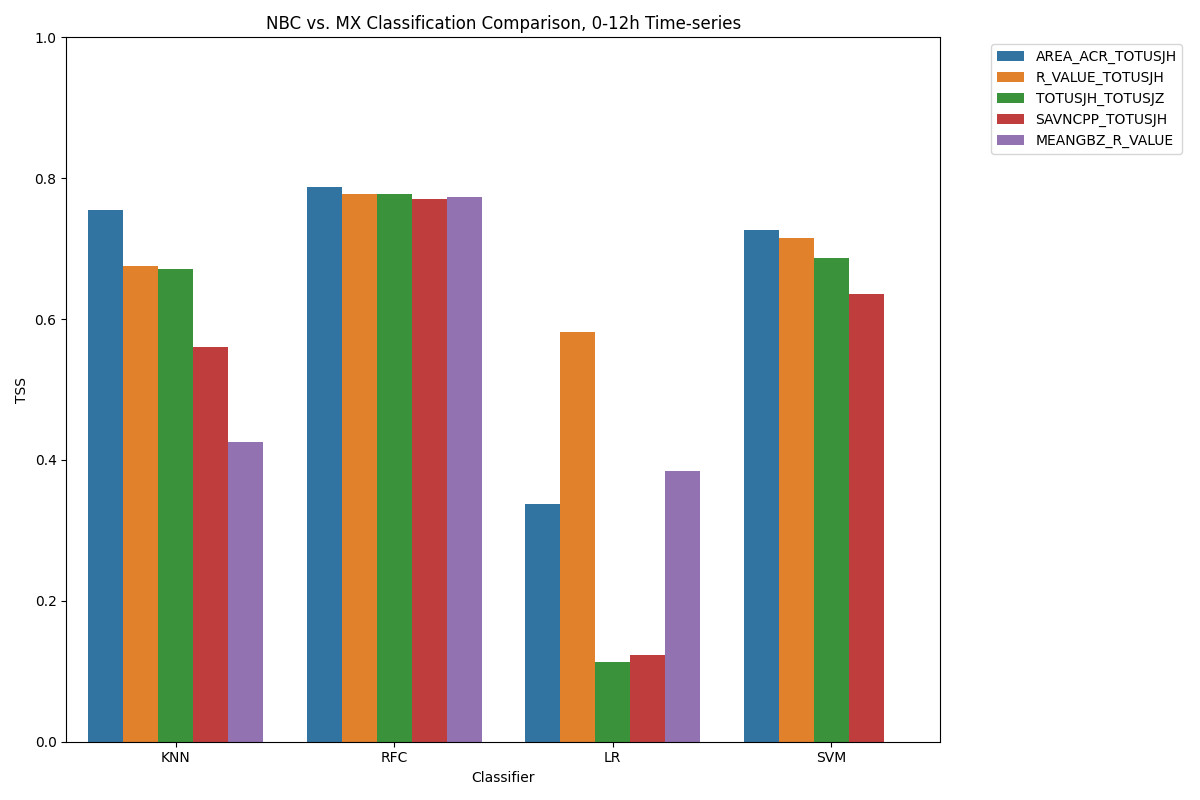 NBC vs. MX Classification Comparison, 0-12h Time-series
1.0
0.8
0.6
0.4
0.2
0.0
TSS
KNN
RFC
LR
SVM
Classifier
AREA_ACR_TOTUSJH
R_VALUE_TOTUSJH
TOTUSJH_TOTUSJZ
SAVNCPP_TOTUSJH
MEANGBZ_R_VALUE